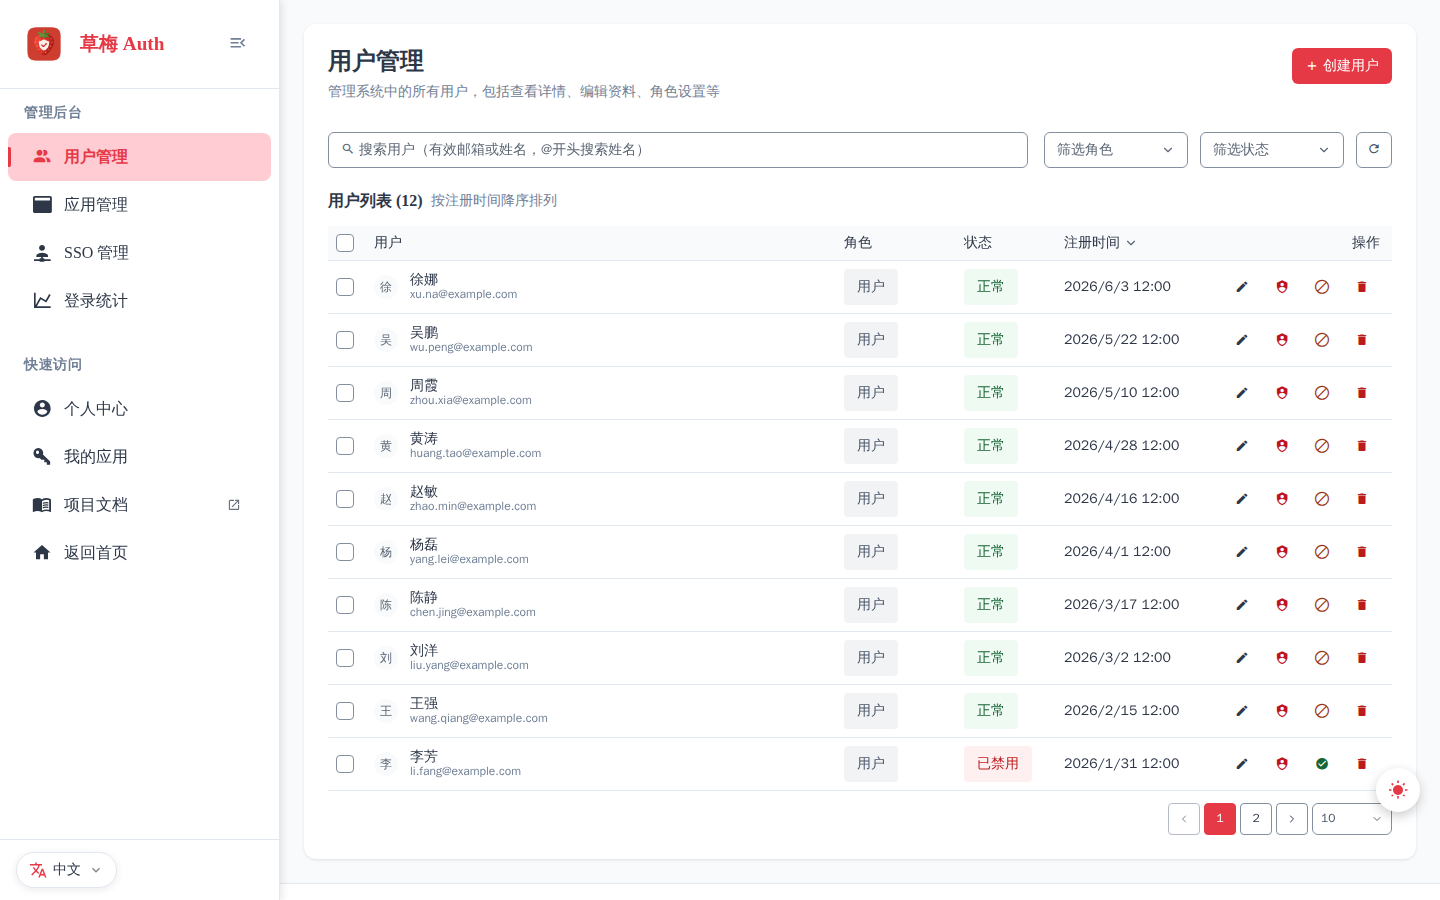 草梅 Auth
管理后台
用户管理
应用管理
SSO 管理
登录统计
快速访问
个人中心
我的应用
项目文档
返回首页
中文
用户管理
管理系统中的所有用户，包括查看详情、编辑资料、角色设置等
创建用户
搜索用户（有效邮箱或姓名，@开头搜索姓名）
筛选角色
筛选状态
用户列表 (12) 按注册时间降序排列
用户 角色 状态 注册时间 操作
徐 徐娜 用户 正常 2026/6/3 12:00
xu.na@example.com
吴 吴鹏 用户 正常 2026/5/22 12:00
wu.peng@example.com
周 周霞 用户 正常 2026/5/10 12:00
zhou.xia@example.com
黄 黄涛 用户 正常 2026/4/28 12:00
huang.tao@example.com
赵 赵敏 用户 正常 2026/4/16 12:00
zhao.min@example.com
杨 杨磊 用户 正常 2026/4/1 12:00
yang.lei@example.com
陈 陈静 用户 正常 2026/3/17 12:00
chen.jing@example.com
刘 刘洋 用户 正常 2026/3/2 12:00
liu.yang@example.com
王 王强 用户 正常 2026/2/15 12:00
wang.qiang@example.com
李 李芳 用户 已禁用 2026/1/31 12:00
li.fang@example.com
1 2 10